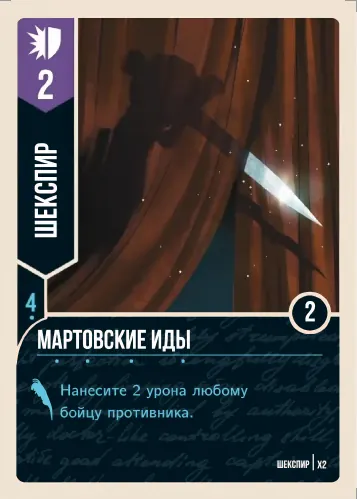 2
ШЕКСПИР
4
2
МАРТОВСКИЕ ИДЫ
Нанесите 2 урона любому
бойцу противника.
ШЕКСПИР | X2